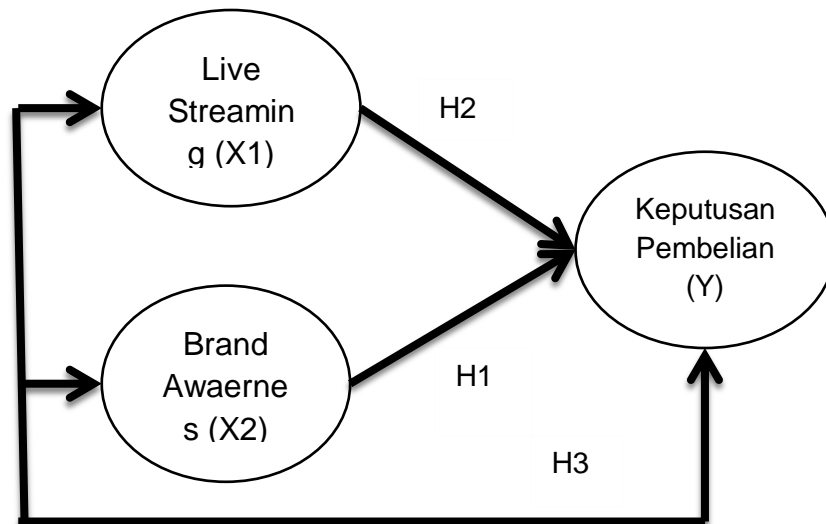 Live
Streamin
g (X1)
H2
Keputusan
Pembelian
(Y)
Brand
Awaerne
s (X2)
H1
H3